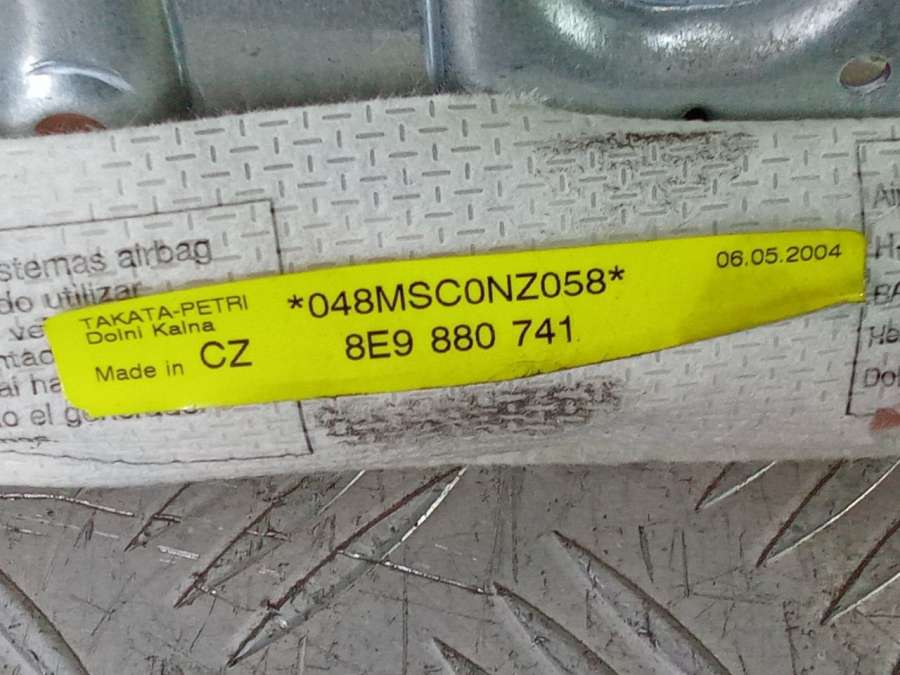 stemas airbag
do utilizar
TAKATA-PETRI
Dolni Kalna
Made in CZ
*048MSC0NZ058*
8E9 880 741
06.05.2004
o el